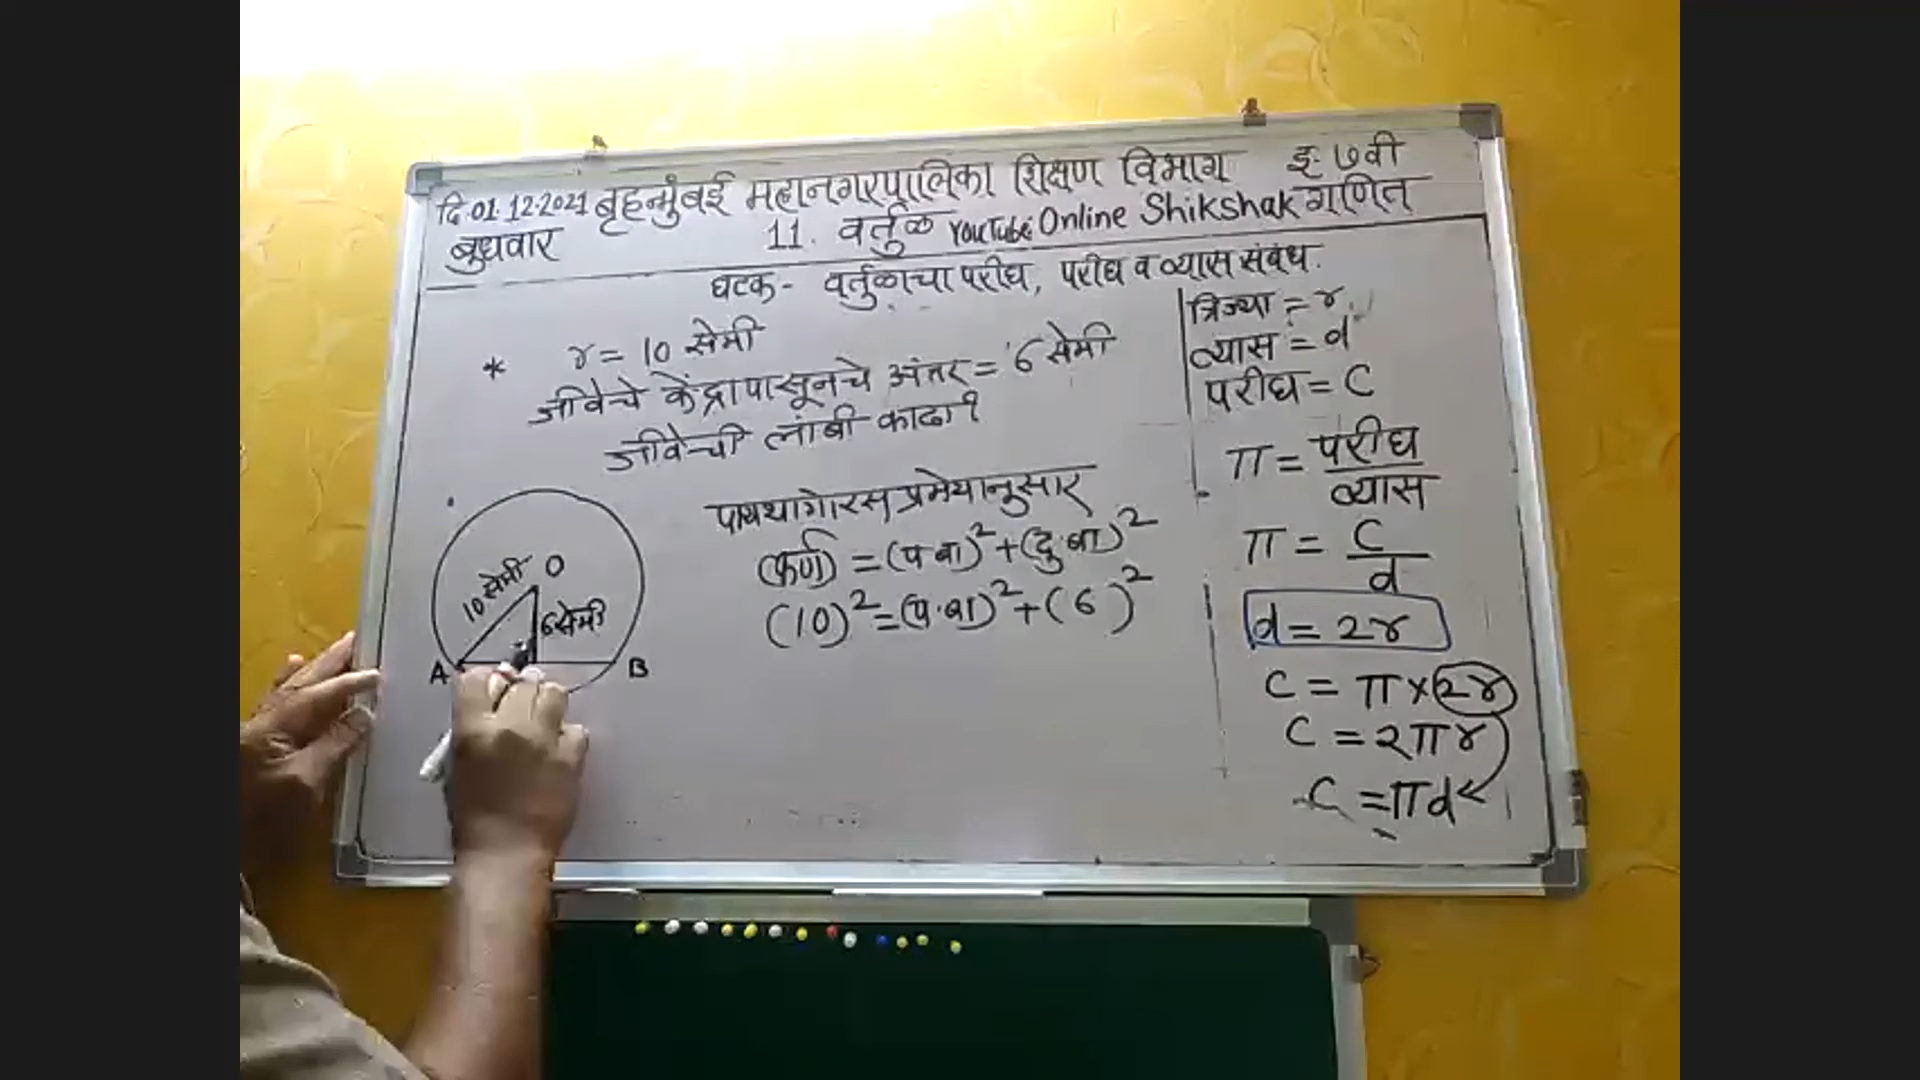 दि.01.12.2021 बृहन्मुंबई महानगरपालिका शिक्षण विभाग इ. ७वी
बुधवार 11. वर्तुळ YouTube Online Shikshak गणित
घटक - वर्तुळाचा परीघ, परीघ व व्यास संबंध.
* r = 10 सेमी
जीवेचे केंद्रापासूनचे अंतर = 6 सेमी
जीवेची लांबी काढा?
पायथागोरस प्रमेयानुसार
(कर्ण) = (प बा)² + (दु. बा)²
(10)² = (प. बा)² + (6)²
10 सेमी O
6 सेमी
A B
त्रिज्या = r
व्यास = d
परीघ = C
π = परीघ / व्यास
π = C / d
d = 2r
C = π × 2r
C = 2πr
C = πd